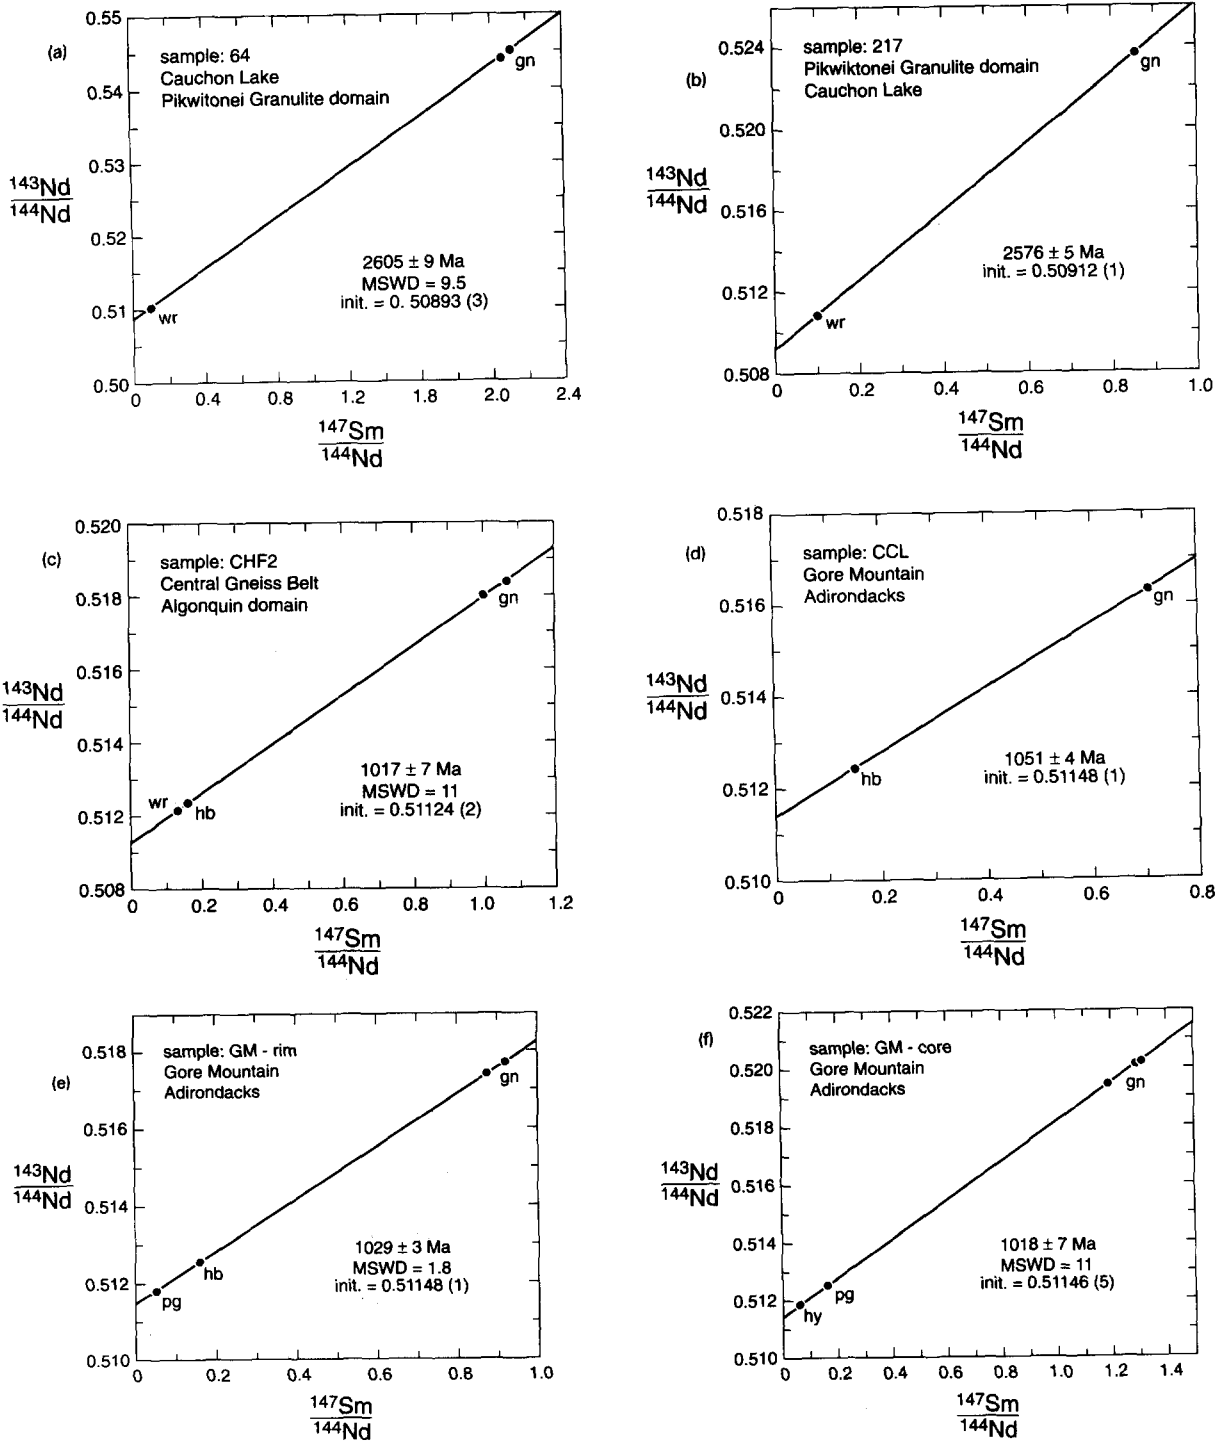 (a)
sample: 64
Cauchon Lake
Pikwitonei Granulite domain
0.55
0.54
0.53
0.52
0.51
0.50
143Nd
144Nd
gn
wr
2605 ± 9 Ma
MSWD = 9.5
init. = 0. 50893 (3)
0 0.4 0.8 1.2 1.8 2.0 2.4
147Sm
144Nd
(b)
sample: 217
Pikwiktonei Granulite domain
Cauchon Lake
0.524
0.520
0.516
0.512
0.508
143Nd
144Nd
gn
wr
2576 ± 5 Ma
init. = 0.50912 (1)
0 0.2 0.4 0.6 0.8 1.0
147Sm
144Nd
(c)
sample: CHF2
Central Gneiss Belt
Algonquin domain
0.520
0.518
0.516
0.514
0.512
0.508
143Nd
144Nd
gn
wr
hb
1017 ± 7 Ma
MSWD = 11
init. = 0.51124 (2)
0 0.2 0.4 0.6 0.8 1.0 1.2
147Sm
144Nd
(d)
sample: CCL
Gore Mountain
Adirondacks
0.518
0.516
0.514
0.512
0.510
143Nd
144Nd
gn
hb
1051 ± 4 Ma
init. = 0.51148 (1)
0 0.2 0.4 0.6 0.8
147Sm
144Nd
(e)
sample: GM - rim
Gore Mountain
Adirondacks
0.518
0.516
0.514
0.512
0.510
143Nd
144Nd
gn
hb
pg
1029 ± 3 Ma
MSWD = 1.8
init. = 0.51148 (1)
0 0.2 0.4 0.6 0.8 1.0
147Sm
144Nd
(f)
sample: GM - core
Gore Mountain
Adirondacks
0.522
0.520
0.518
0.516
0.514
0.512
0.510
143Nd
144Nd
gn
pg
hy
1018 ± 7 Ma
MSWD = 11
init. = 0.51146 (5)
0 0.2 0.4 0.6 0.8 1.0 1.2 1.4
147Sm
144Nd